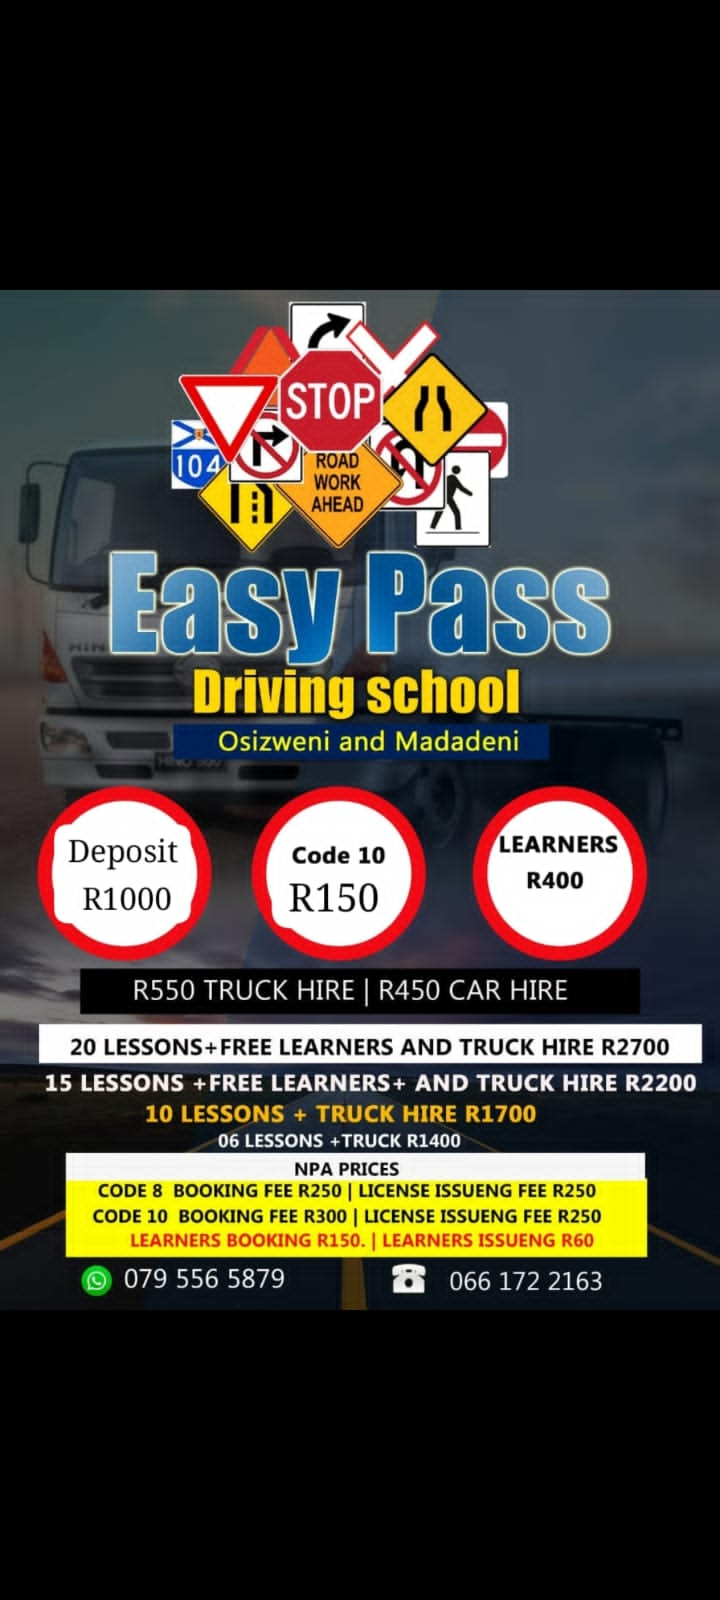 STOP
104
ROAD
WORK
AHEAD
Easy Pass
Driving school
Osizweni and Madadeni
Deposit
R1000
Code 10
R150
LEARNERS
R400
R550 TRUCK HIRE | R450 CAR HIRE
20 LESSONS+FREE LEARNERS AND TRUCK HIRE R2700
15 LESSONS +FREE LEARNERS+ AND TRUCK HIRE R2200
10 LESSONS + TRUCK HIRE R1700
06 LESSONS +TRUCK R1400
NPA PRICES
CODE 8 BOOKING FEE R250 | LICENSE ISSUENG FEE R250
CODE 10 BOOKING FEE R300 | LICENSE ISSUENG FEE R250
LEARNERS BOOKING R150. | LEARNERS ISSUENG R60
079 556 5879
066 172 2163